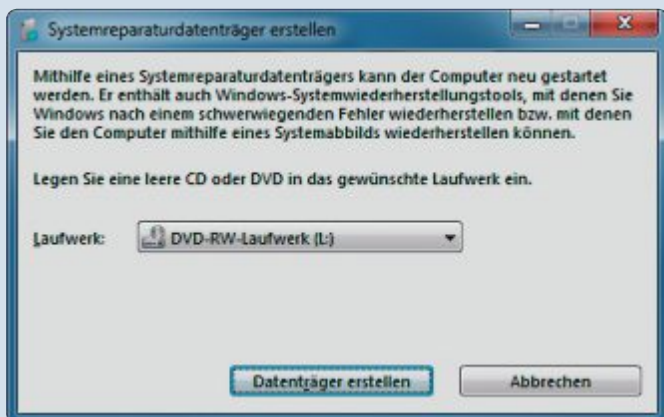 Systemreparaturdatenträger erstellen
Mithilfe eines Systemreparaturdatenträgers kann der Computer neu gestartet
werden. Er enthält auch Windows-Systemwiederherstellungstools, mit denen Sie
Windows nach einem schwerwiegenden Fehler wiederherstellen bzw. mit denen
Sie den Computer mithilfe eines Systemabbilds wiederherstellen können.
Legen Sie eine leere CD oder DVD in das gewünschte Laufwerk ein.
Laufwerk: DVD-RW-Laufwerk (L:)
Datenträger erstellen Abbrechen